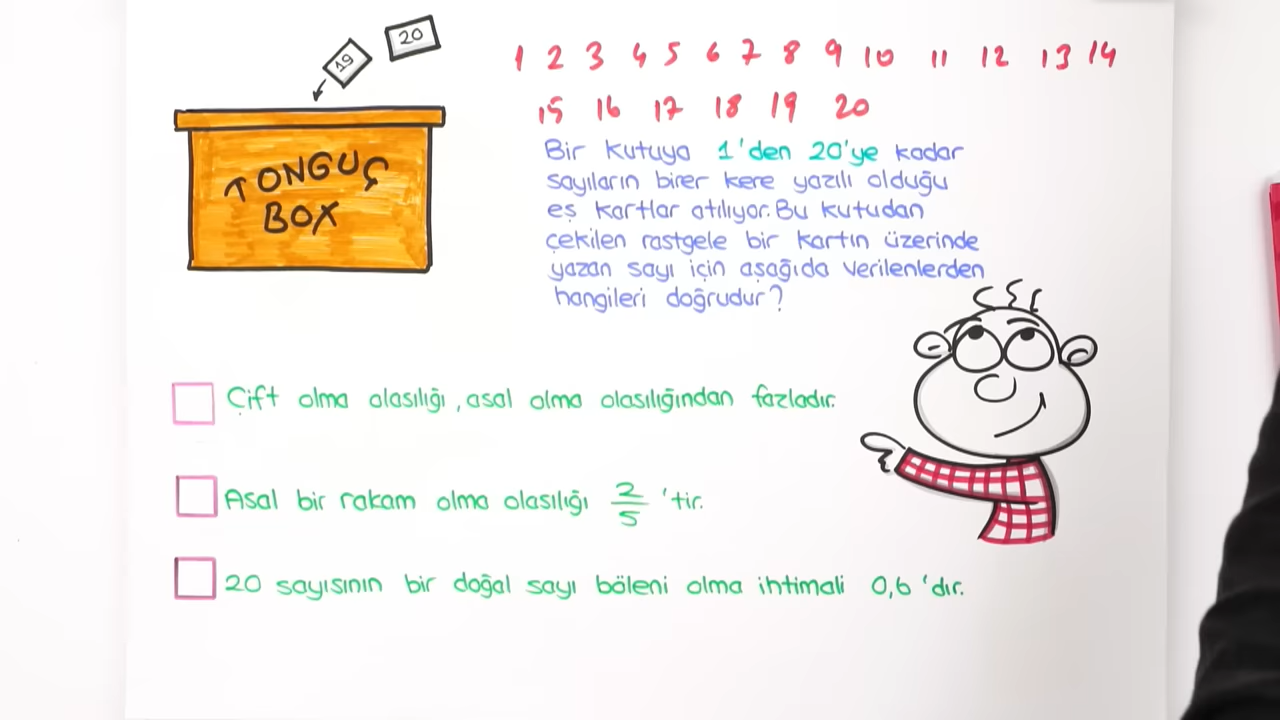 19
20
TONGUÇ
BOX
1 2 3 4 5 6 7 8 9 10 11 12 13 14
15 16 17 18 19 20
Bir kutuya 1'den 20'ye kadar
sayıların birer kere yazılı olduğu
eş kartlar atılıyor. Bu kutudan
çekilen rastgele bir kartın üzerinde
yazan sayı için aşağıda verilenlerden
hangileri doğrudur?
Çift olma olasılığı, asal olma olasılığından fazladır.
Asal bir rakam olma olasılığı 2/5 'tir.
20 sayısının bir doğal sayı böleni olma ihtimali 0,6 'dır.